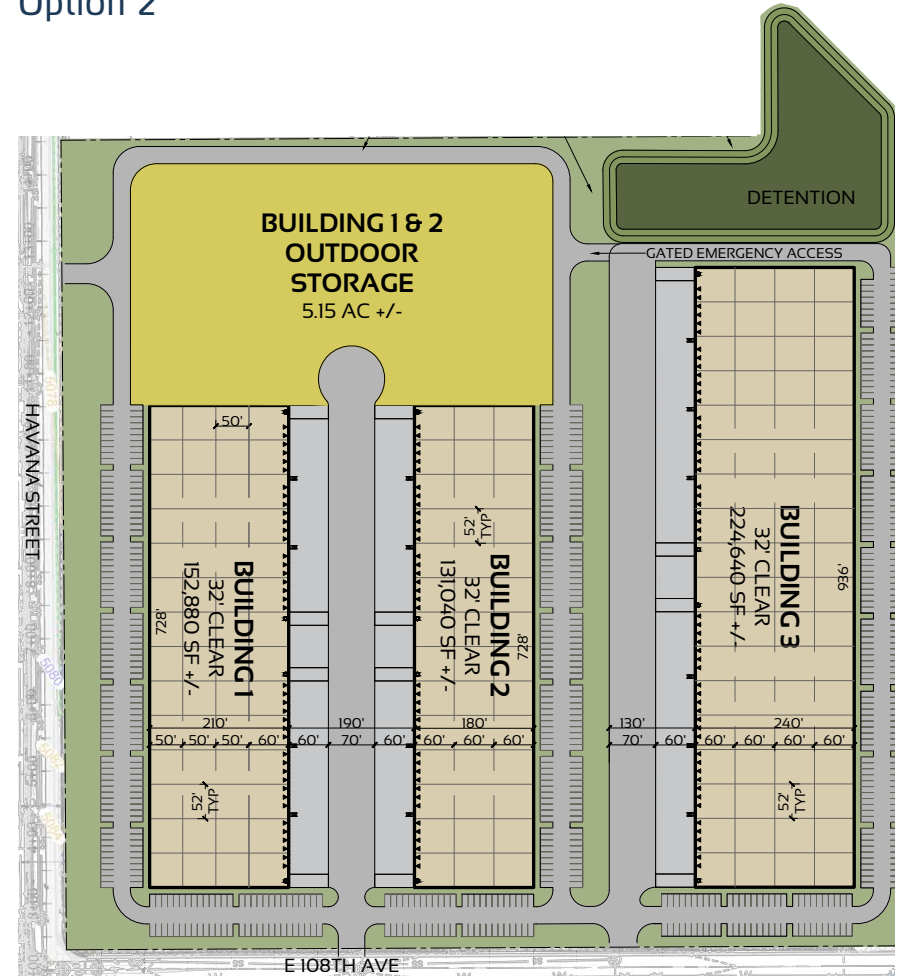 Option 2
DETENTION
BUILDING 1 & 2
OUTDOOR
STORAGE
5.15 AC +/-
GATED EMERGENCY ACCESS
HAVANA STREET
5078
5080
5082
50'
728'
BUILDING 1
32' CLEAR
152,880 SF +/-
52'
TYP
BUILDING 2
32' CLEAR
131,040 SF +/-
728'
BUILDING 3
32' CLEAR
224,640 SF +/-
936'
210'
190'
180'
130'
240'
50'
50'
50'
60'
60'
70'
60'
60'
60'
60'
70'
60'
60'
60'
60'
60'
52'
TYP
52'
TYP
E 108TH AVE